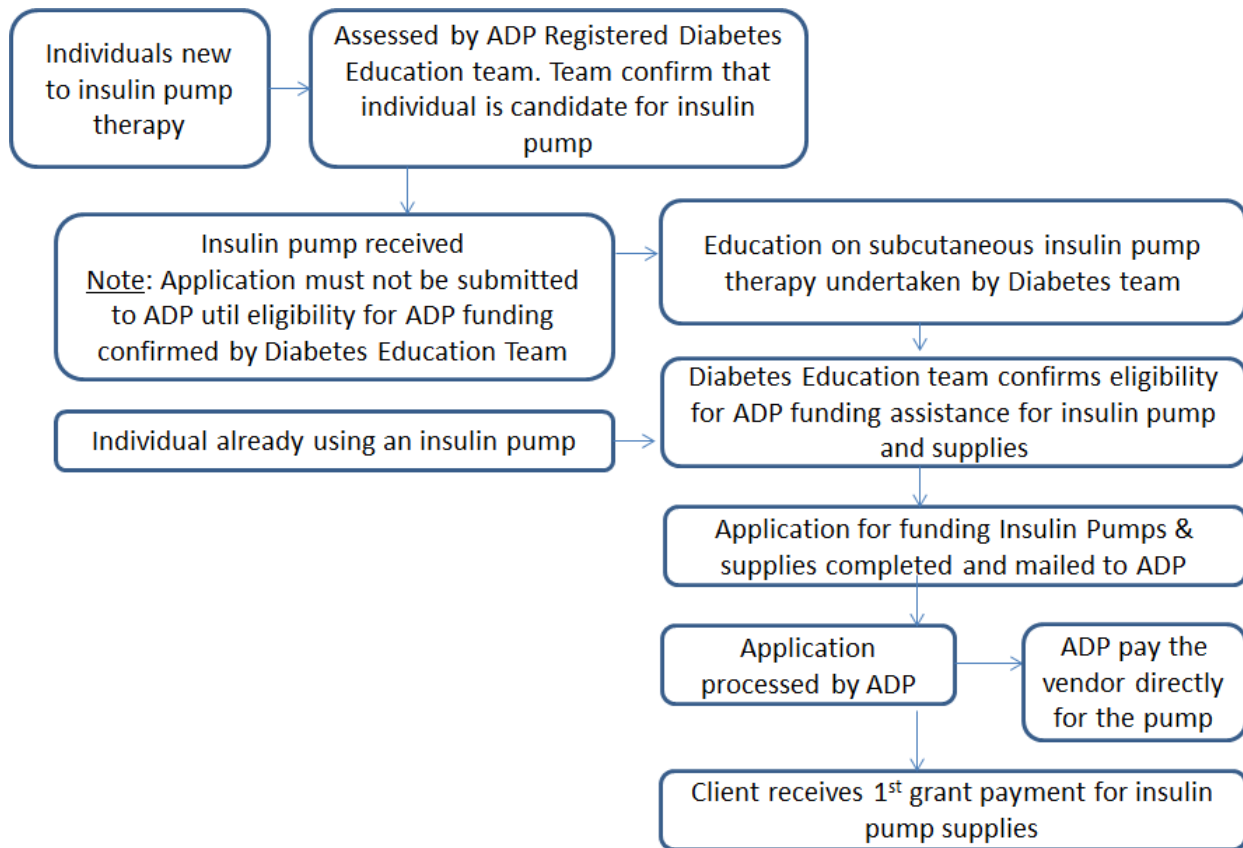 Individuals new
to insulin pump
therapy
Assessed by ADP Registered Diabetes
Education team. Team confirm that
individual is candidate for insulin
pump
Insulin pump received
Note: Application must not be submitted
to ADP util eligibility for ADP funding
confirmed by Diabetes Education Team
Education on subcutaneous insulin pump
therapy undertaken by Diabetes team
Individual already using an insulin pump
Diabetes Education team confirms eligibility
for ADP funding assistance for insulin pump
and supplies
Application for funding Insulin Pumps &
supplies completed and mailed to ADP
Application
processed by ADP
ADP pay the
vendor directly
for the pump
Client receives 1st grant payment for insulin
pump supplies